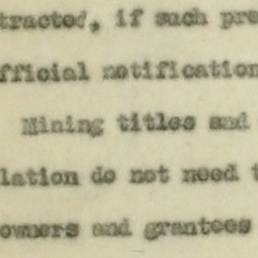 tracted, if such pre
fficial notification
Mining titles and
lation do not need t
owners and grantees